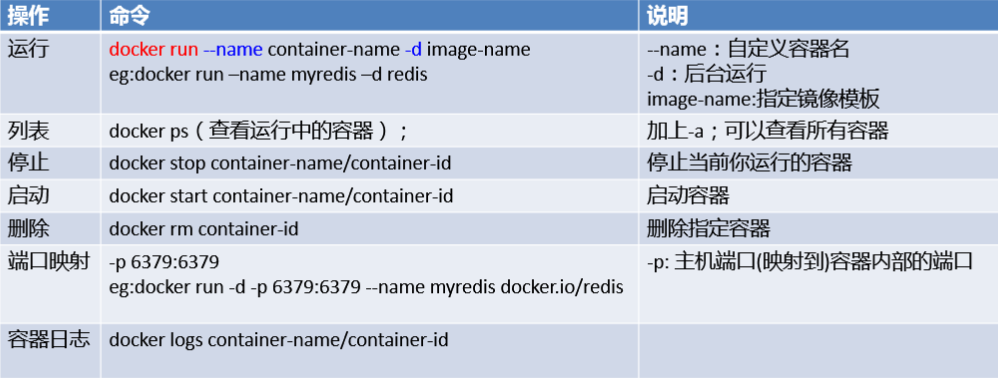 操作 命令 说明
运行 docker run --name container-name -d image-name --name：自定义容器名
eg:docker run –name myredis –d redis -d：后台运行
image-name:指定镜像模板
列表 docker ps（查看运行中的容器）； 加上-a；可以查看所有容器
停止 docker stop container-name/container-id 停止当前你运行的容器
启动 docker start container-name/container-id 启动容器
删除 docker rm container-id 删除指定容器
端口映射 -p 6379:6379 -p: 主机端口(映射到)容器内部的端口
eg:docker run -d -p 6379:6379 --name myredis docker.io/redis
容器日志 docker logs container-name/container-id